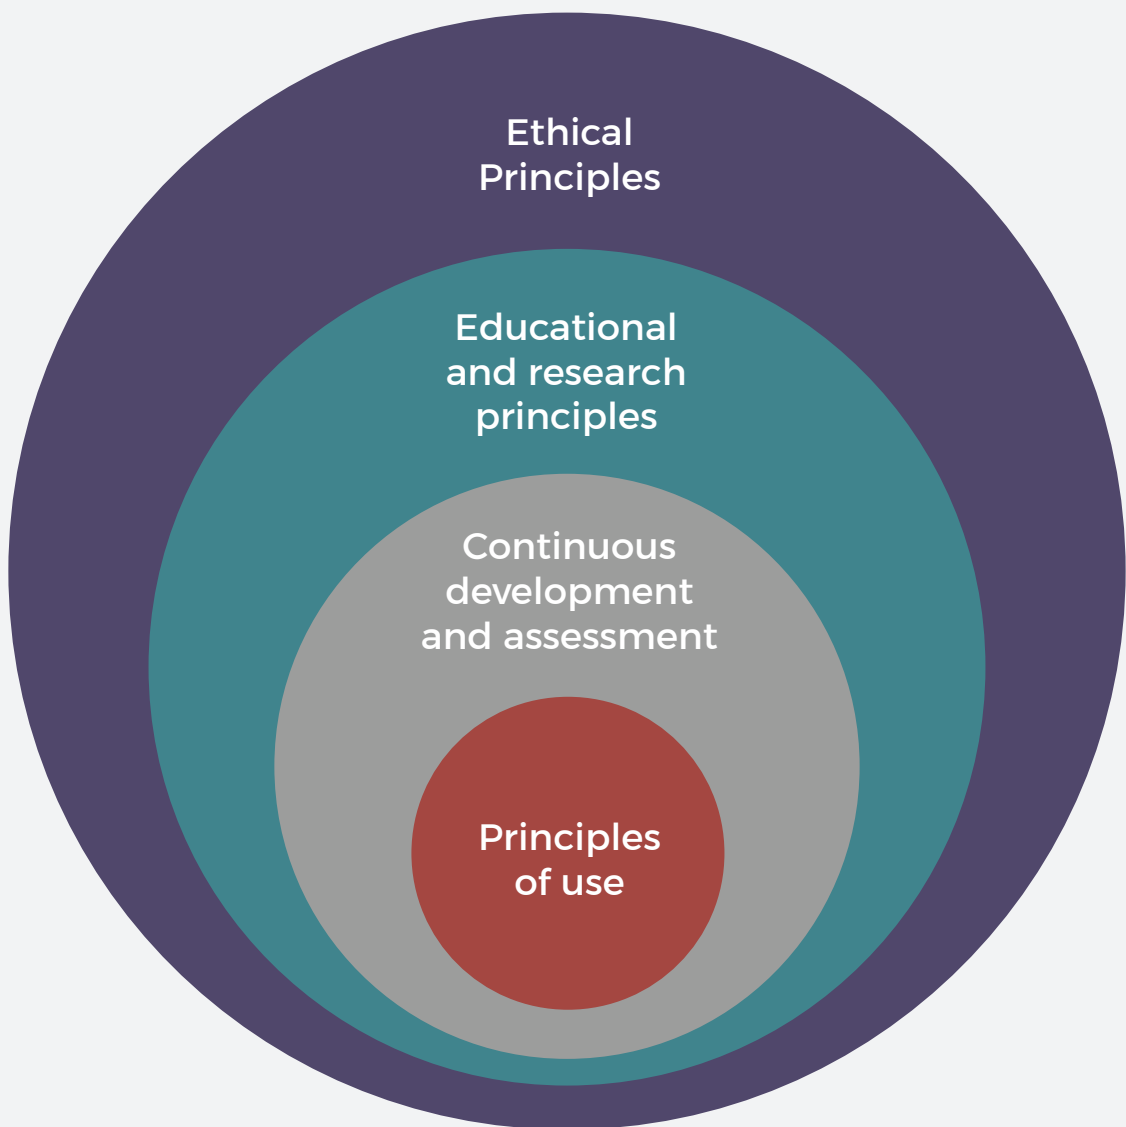 Ethical
Principles
Educational
and research
principles
Continuous
development
and assessment
Principles
of use